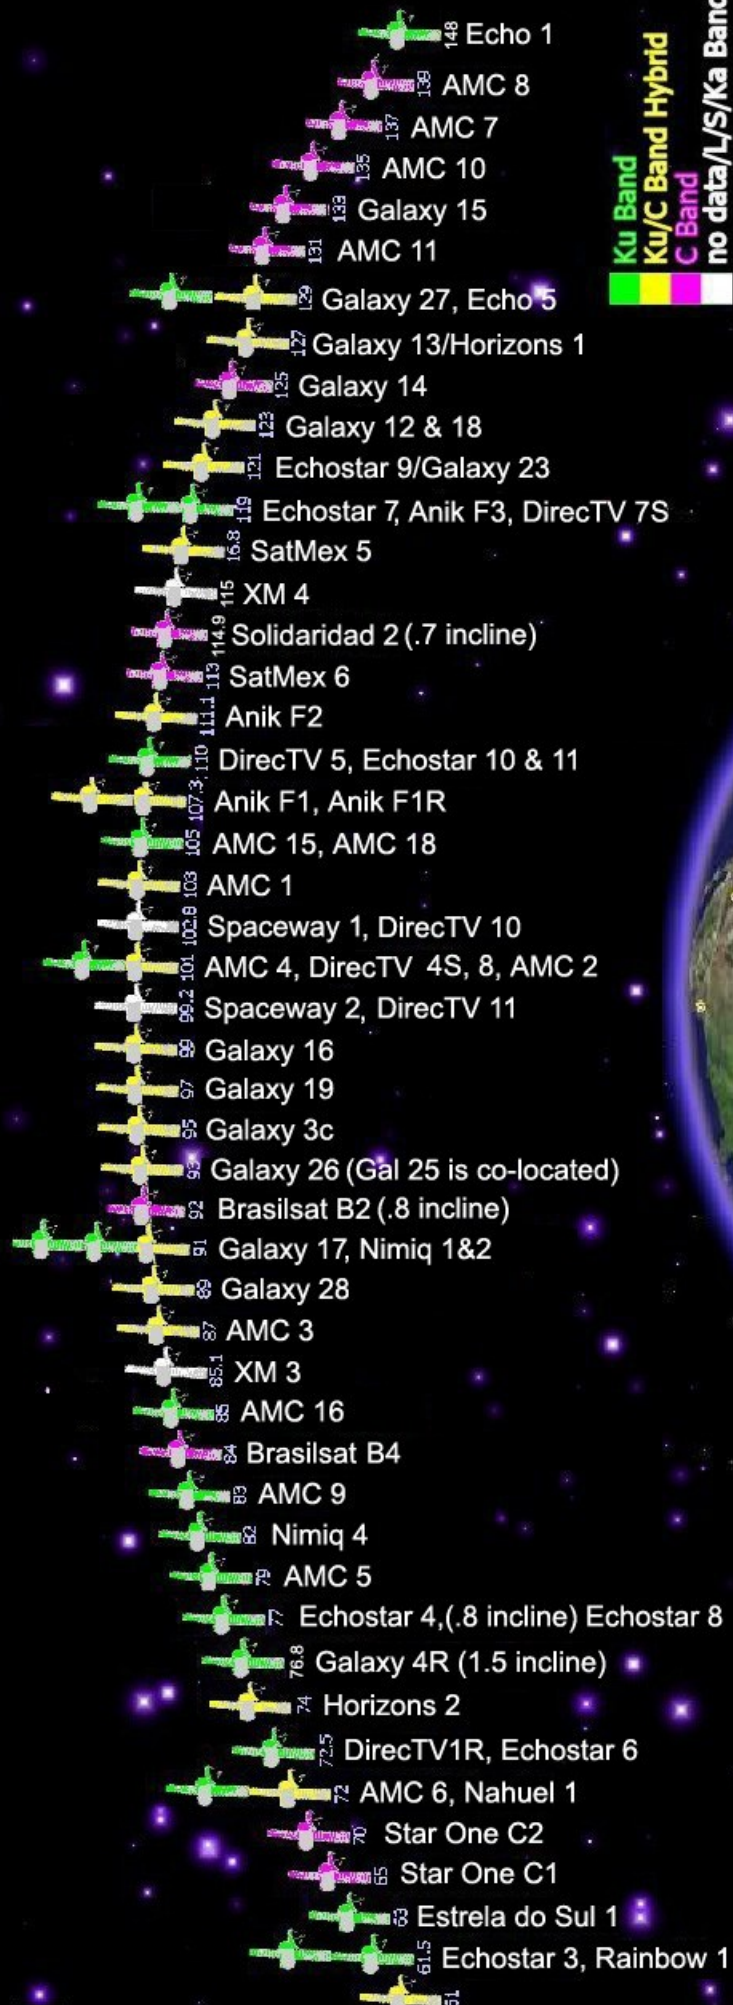 148 Echo 1
139 AMC 8
137 AMC 7
135 AMC 10
133 Galaxy 15
131 AMC 11
129 Galaxy 27, Echo 5
127 Galaxy 13/Horizons 1
125 Galaxy 14
123 Galaxy 12 & 18
121 Echostar 9/Galaxy 23
119 Echostar 7, Anik F3, DirecTV 7S
16.8 SatMex 5
115 XM 4
114.9 Solidaridad 2 (.7 incline)
113 SatMex 6
111.1 Anik F2
110 DirecTV 5, Echostar 10 & 11
107.3 Anik F1, Anik F1R
105 AMC 15, AMC 18
103 AMC 1
102.8 Spaceway 1, DirecTV 10
101 AMC 4, DirecTV 4S, 8, AMC 2
99.2 Spaceway 2, DirecTV 11
99 Galaxy 16
97 Galaxy 19
95 Galaxy 3c
93 Galaxy 26 (Gal 25 is co-located)
92 Brasilsat B2 (.8 incline)
91 Galaxy 17, Nimiq 1&2
89 Galaxy 28
87 AMC 3
85.1 XM 3
85 AMC 16
84 Brasilsat B4
83 AMC 9
82 Nimiq 4
79 AMC 5
77 Echostar 4,(.8 incline) Echostar 8
76.8 Galaxy 4R (1.5 incline)
74 Horizons 2
72.5 DirecTV1R, Echostar 6
72 AMC 6, Nahuel 1
70 Star One C2
65 Star One C1
63 Estrela do Sul 1
61.5 Echostar 3, Rainbow 1
61
Ku Band
Ku/C Band Hybrid
C Band
no data/L/S/Ka Band